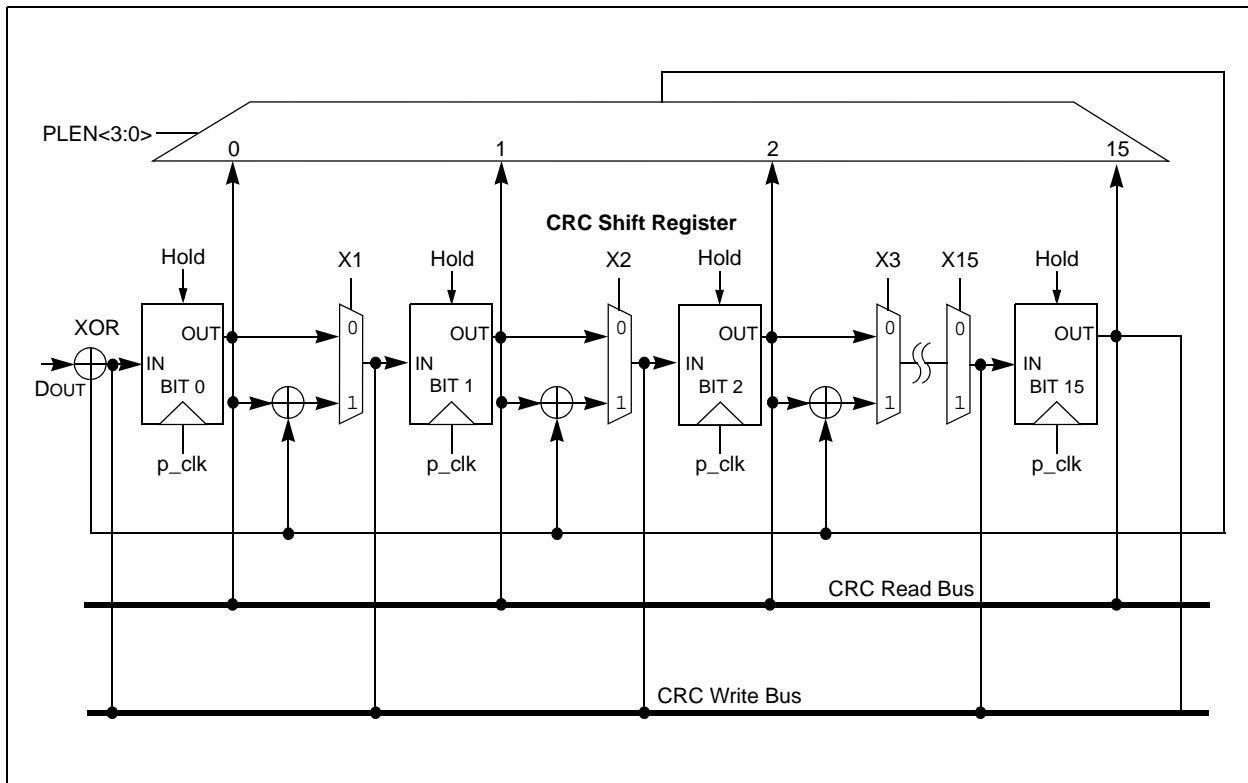 PLEN<3:0>
0 1 2 15
CRC Shift Register
Hold X1 Hold X2 Hold X3 X15 Hold
XOR
OUT 0 OUT 0 OUT 0 0 OUT
IN IN IN IN
DOUT
BIT 0 BIT 1 BIT 2 BIT 15
1 1 1 1
p_clk p_clk p_clk p_clk
CRC Read Bus
CRC Write Bus